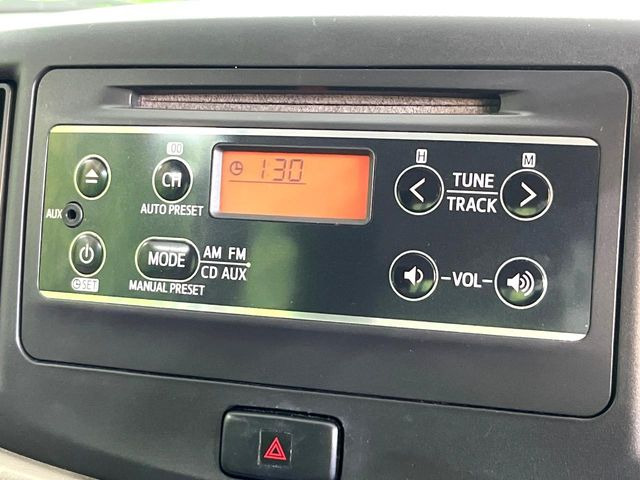 00
CH
AUTO PRESET
1:30
H
M
TUNE
TRACK
AUX
SET
MODE
AM FM
CD AUX
MANUAL PRESET
VOL